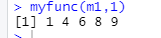 > myfunc(m1,1)
[1] 1 4 6 8 9
>